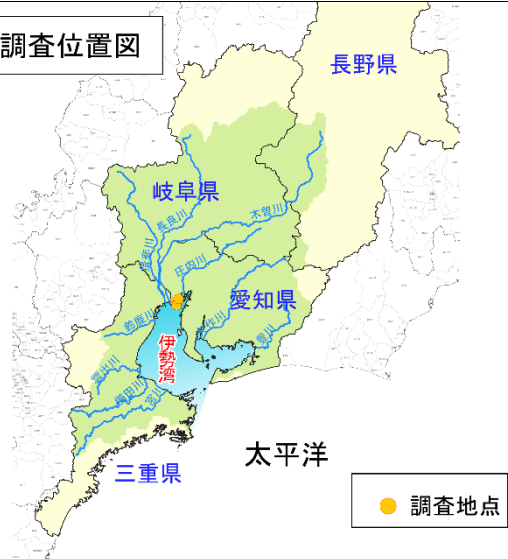 調査位置図
長野県
岐阜県
木曽川
長良川
揖斐川
庄内川
愛知県
鈴鹿川
矢作川
豊川
伊勢湾
雲出川
櫛田川
宮川
太平洋
三重県
調査地点